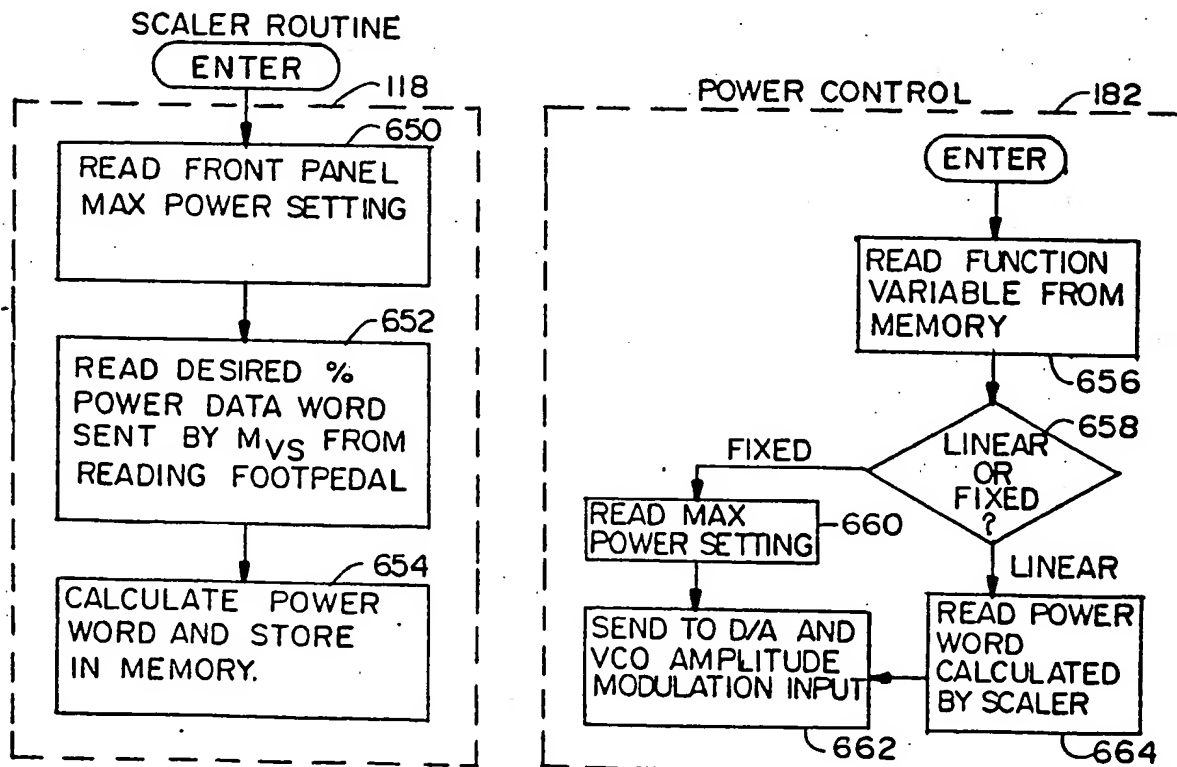 SCALER ROUTINE
ENTER
118
650
READ FRONT PANEL
MAX POWER SETTING
652
READ DESIRED %
POWER DATA WORD
SENT BY MVS FROM
READING FOOTPEDAL
654
CALCULATE POWER
WORD AND STORE
IN MEMORY.
POWER CONTROL
182
ENTER
READ FUNCTION
VARIABLE FROM
MEMORY
656
658
LINEAR
OR
FIXED
?
FIXED
READ MAX
POWER SETTING
660
LINEAR
SEND TO D/A AND
VCO AMPLITUDE
MODULATION INPUT
662
READ POWER
WORD
CALCULATED
BY SCALER
664